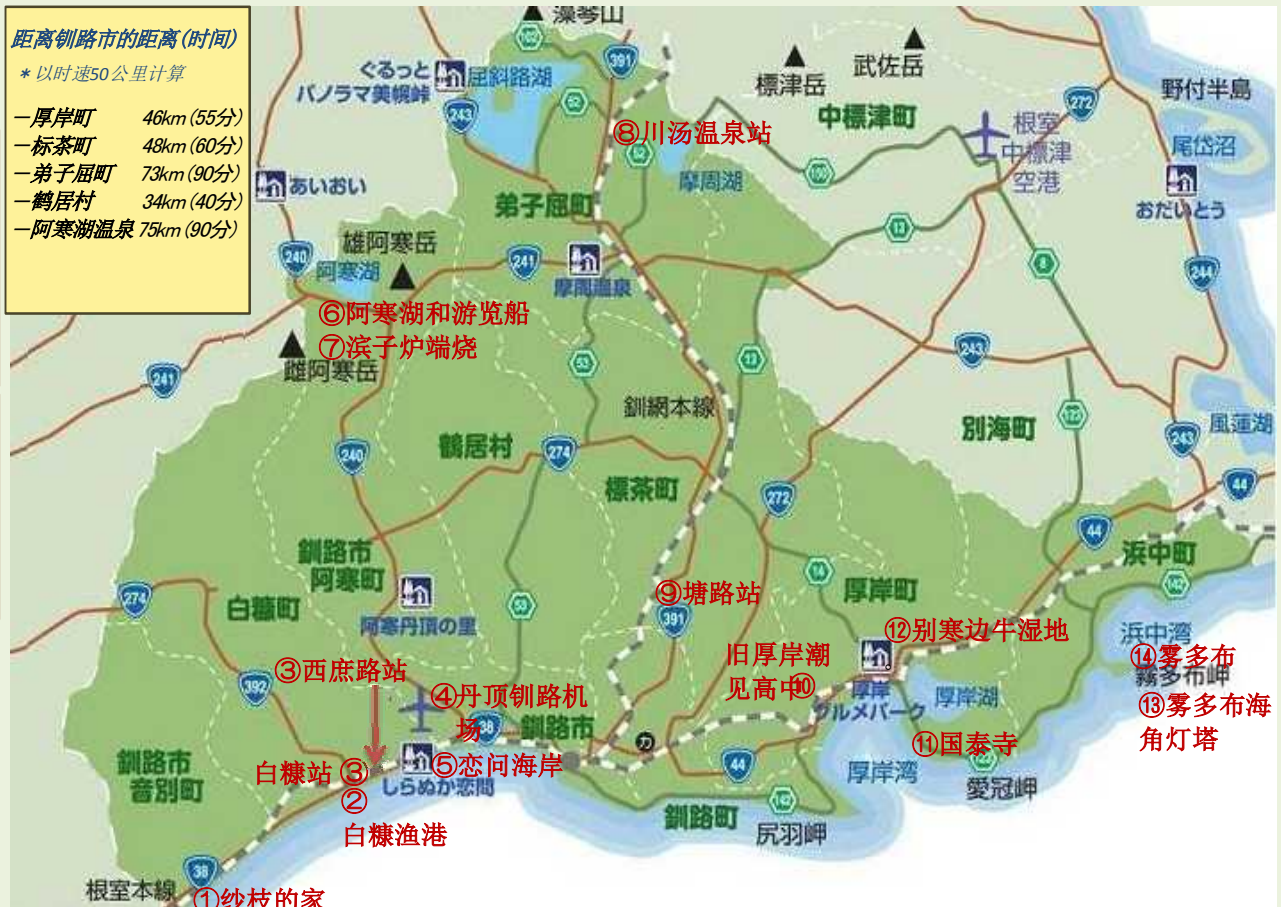 距离钏路市的距离(时间)
＊以时速50公里计算
－厚岸町 46km (55分)
－标茶町 48km (60分)
－弟子屈町 73km (90分)
－鹤居村 34km (40分)
－阿寒湖温泉 75km (90分)
藻琴山
102
391
ぐるっと
パノラマ美幌峠
屈斜路湖
52
243
標津岳
武佐岳
中標津町
272
野付半島
根室
中標津
空港
尾岱沼
おだいとう
⑧川汤温泉站
52
摩周湖
150
あいおい
弟子屈町
13
8
244
雄阿寒岳
240
阿寒湖
241
摩周温泉
⑥阿寒湖和游览船
⑦滨子炉端烧
雌阿寒岳
241
53
13
243
釧網本線
別海町
123
243
風蓮湖
鶴居村
240
274
標茶町
272
44
44
浜中町
142
釧路市
阿寒町
14
厚岸町
274
白糠町
阿寒丹頂の里
53
⑨塘路站
391
旧厚岸潮
见高中⑩
⑫别寒边牛湿地
浜中湾
⑭雾多布
霧多布岬
⑬雾多布海
角灯塔
③西庶路站
392
④丹顶钏路机
场
38
釧路市
厚岸
グルメパーク
厚岸湖
⑪国泰寺
釧路市
音別町
白糠站 ③
②
白糠渔港
⑤恋问海岸
しらぬか恋問
44
厚岸湾
愛冠岬
釧路町
142
尻羽岬
38
根室本線
①纱枝的家